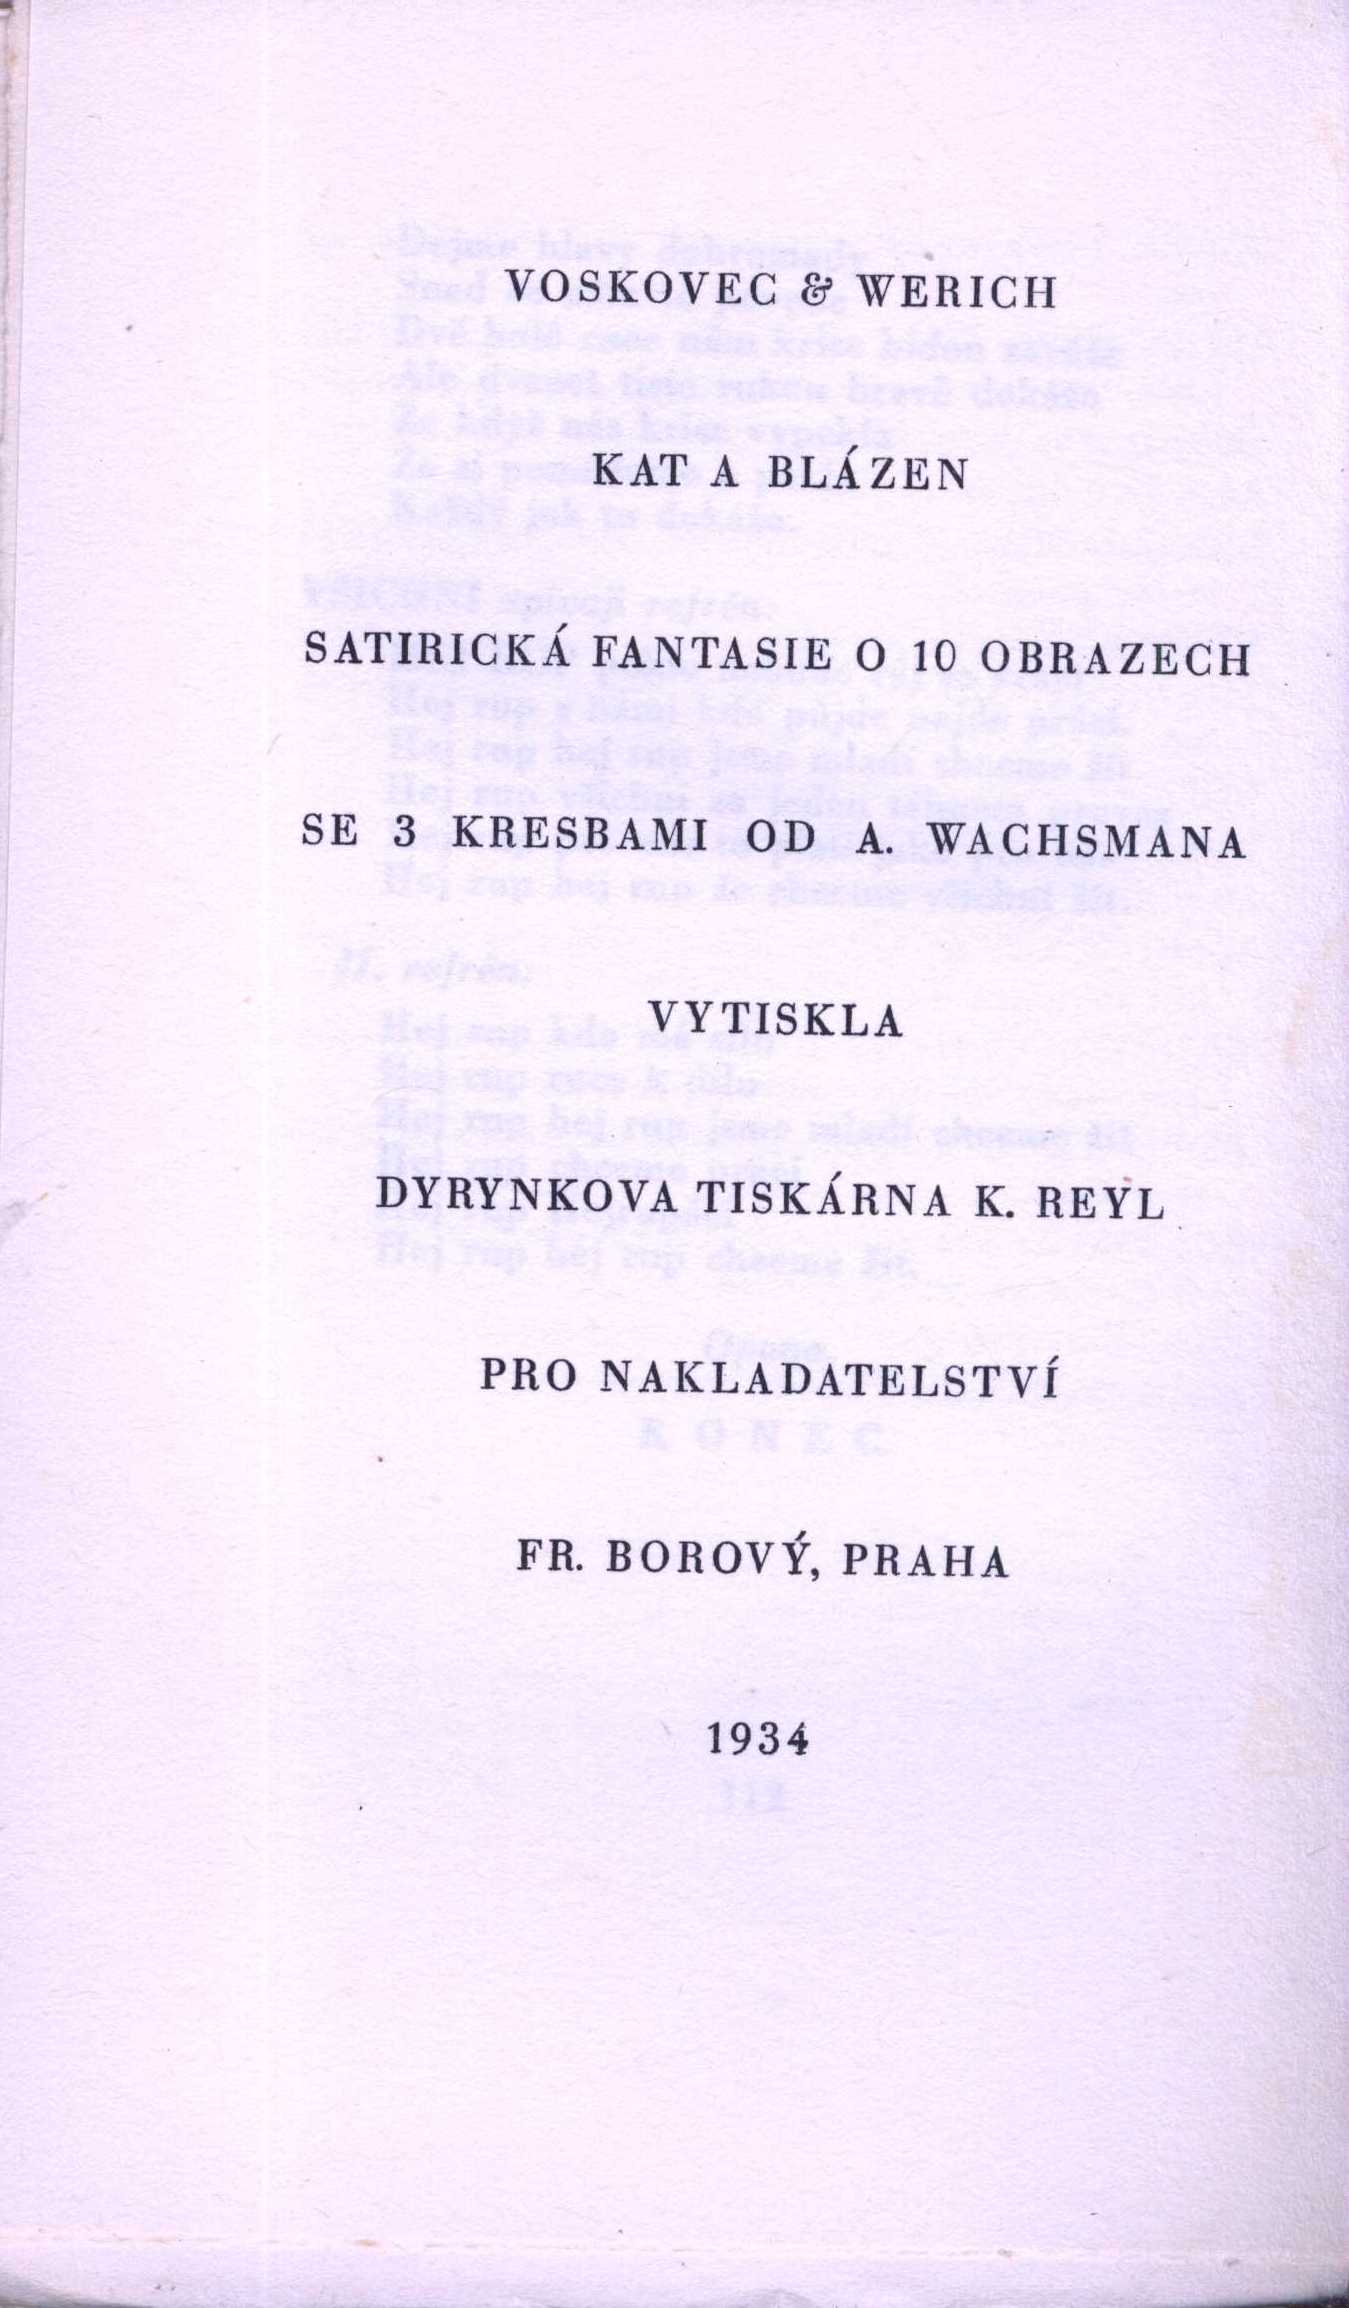 VOSKOVEC & WERICH
KAT A BLÁZEN
SATIRICKÁ FANTASIE O 10 OBRAZECH
SE 3 KRESBAMI OD A. WACHSMANA
VYTISKLA
DYRYNKOVA TISKÁRNA K. REYL
PRO NAKLADATELSTVÍ
FR. BOROVÝ, PRAHA
1934